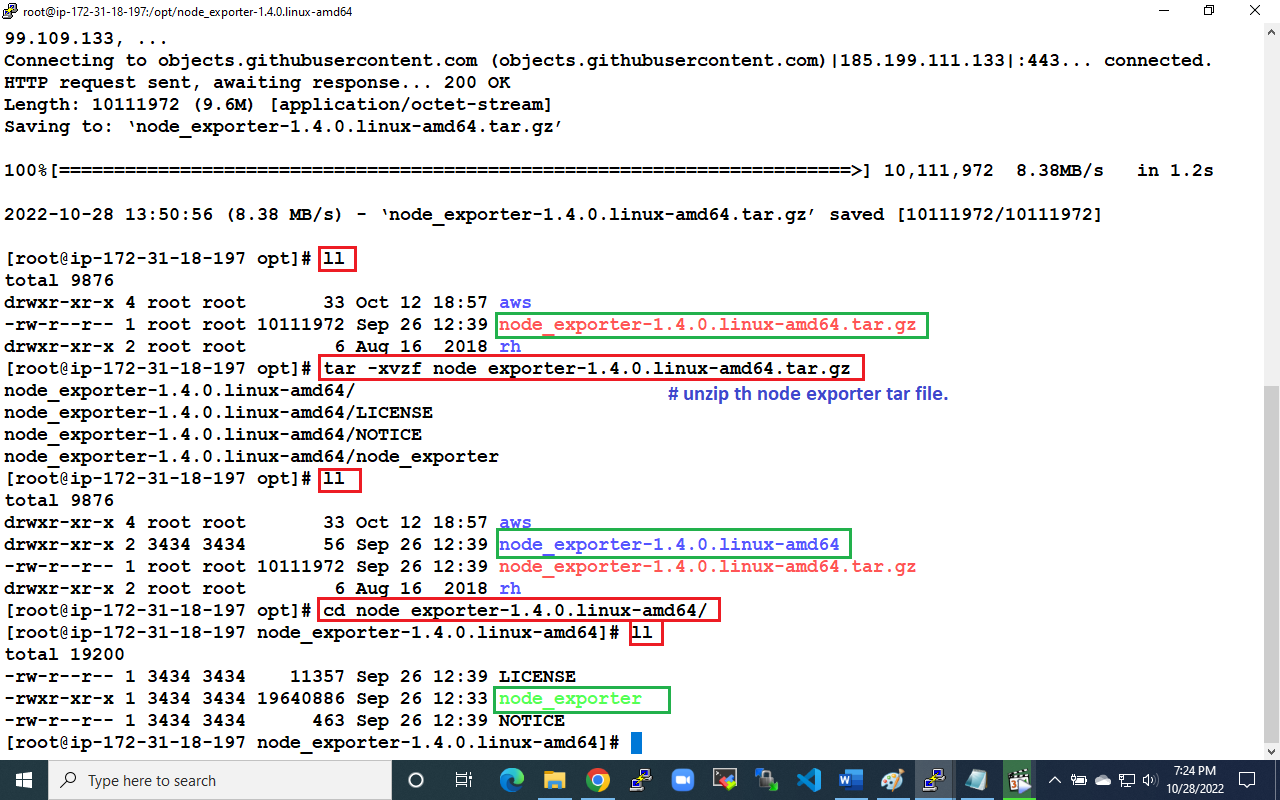 root@ip-172-31-18-197:/opt/node_exporter-1.4.0.linux-amd64
99.109.133, ...
Connecting to objects.githubusercontent.com (objects.githubusercontent.com)|185.199.111.133|:443... connected.
HTTP request sent, awaiting response... 200 OK
Length: 10111972 (9.6M) [application/octet-stream]
Saving to: ‘node_exporter-1.4.0.linux-amd64.tar.gz’
100%[========================================================================>] 10,111,972  8.38MB/s   in 1.2s
2022-10-28 13:50:56 (8.38 MB/s) - ‘node_exporter-1.4.0.linux-amd64.tar.gz’ saved [10111972/10111972]
[root@ip-172-31-18-197 opt]# ll
total 9876
drwxr-xr-x 4 root root       33 Oct 12 18:57 aws
-rw-r--r-- 1 root root 10111972 Sep 26 12:39 node_exporter-1.4.0.linux-amd64.tar.gz
drwxr-xr-x 2 root root        6 Aug 16  2018 rh
[root@ip-172-31-18-197 opt]# tar -xvzf node exporter-1.4.0.linux-amd64.tar.gz
node_exporter-1.4.0.linux-amd64/
# unzip th node exporter tar file.
node_exporter-1.4.0.linux-amd64/LICENSE
node_exporter-1.4.0.linux-amd64/NOTICE
node_exporter-1.4.0.linux-amd64/node_exporter
[root@ip-172-31-18-197 opt]# ll
total 9876
drwxr-xr-x 4 root root       33 Oct 12 18:57 aws
drwxr-xr-x 2 3434 3434       56 Sep 26 12:39 node_exporter-1.4.0.linux-amd64
-rw-r--r-- 1 root root 10111972 Sep 26 12:39 node_exporter-1.4.0.linux-amd64.tar.gz
drwxr-xr-x 2 root root        6 Aug 16  2018 rh
[root@ip-172-31-18-197 opt]# cd node exporter-1.4.0.linux-amd64/
[root@ip-172-31-18-197 node_exporter-1.4.0.linux-amd64]# ll
total 19200
-rw-r--r-- 1 3434 3434    11357 Sep 26 12:39 LICENSE
-rwxr-xr-x 1 3434 3434 19640886 Sep 26 12:33 node_exporter
-rw-r--r-- 1 3434 3434      463 Sep 26 12:39 NOTICE
[root@ip-172-31-18-197 node_exporter-1.4.0.linux-amd64]#
Type here to search
7:24 PM
10/28/2022